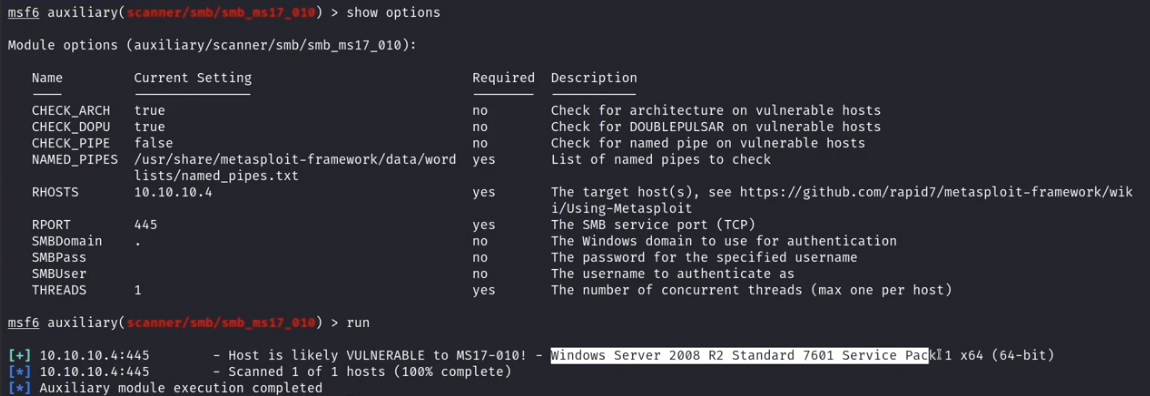 msf6 auxiliary(scanner/smb/smb_ms17_010) > show options
Module options (auxiliary/scanner/smb/smb_ms17_010):
Name Current Setting Required Description
CHECK_ARCH true no Check for architecture on vulnerable hosts
CHECK_DOPU true no Check for DOUBLEPULSAR on vulnerable hosts
CHECK_PIPE false no Check for named pipe on vulnerable hosts
NAMED_PIPES /usr/share/metasploit-framework/data/word yes List of named pipes to check
lists/named_pipes.txt
RHOSTS 10.10.10.4 yes The target host(s), see https://github.com/rapid7/metasploit-framework/wik
i/Using-Metasploit
RPORT 445 yes The SMB service port (TCP)
SMBDomain . no The Windows domain to use for authentication
SMBPass no The password for the specified username
SMBUser no The username to authenticate as
THREADS 1 yes The number of concurrent threads (max one per host)
msf6 auxiliary(scanner/smb/smb_ms17_010) > run
[+] 10.10.10.4:445 - Host is likely VULNERABLE to MS17-010! - Windows Server 2008 R2 Standard 7601 Service Pack 1 x64 (64-bit)
[*] 10.10.10.4:445 - Scanned 1 of 1 hosts (100% complete)
[*] Auxiliary module execution completed